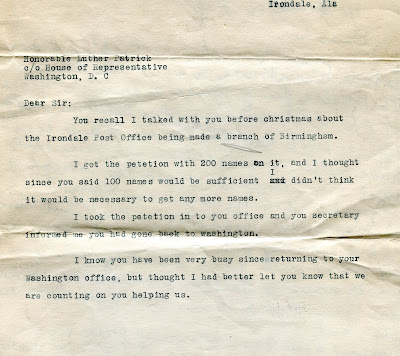 Irondale, Ala
Honorable Luther Patrick
c/o House of Representative
Washington, D. C
Dear Sir:
You recall I talked with you before christmas about
the Irondale Post Office being made a branch of Birmingham.
I got the petetion with 200 names on it, and I thought
since you said 100 names would be sufficient I didn't think
it would be necessary to get any more names.
I took the petetion in to you office and you secretary
informed me you had gone back to washington.
I know you have been very busy since returning to your
Washington office, but thought I had better let you know that we
are counting on you helping us.